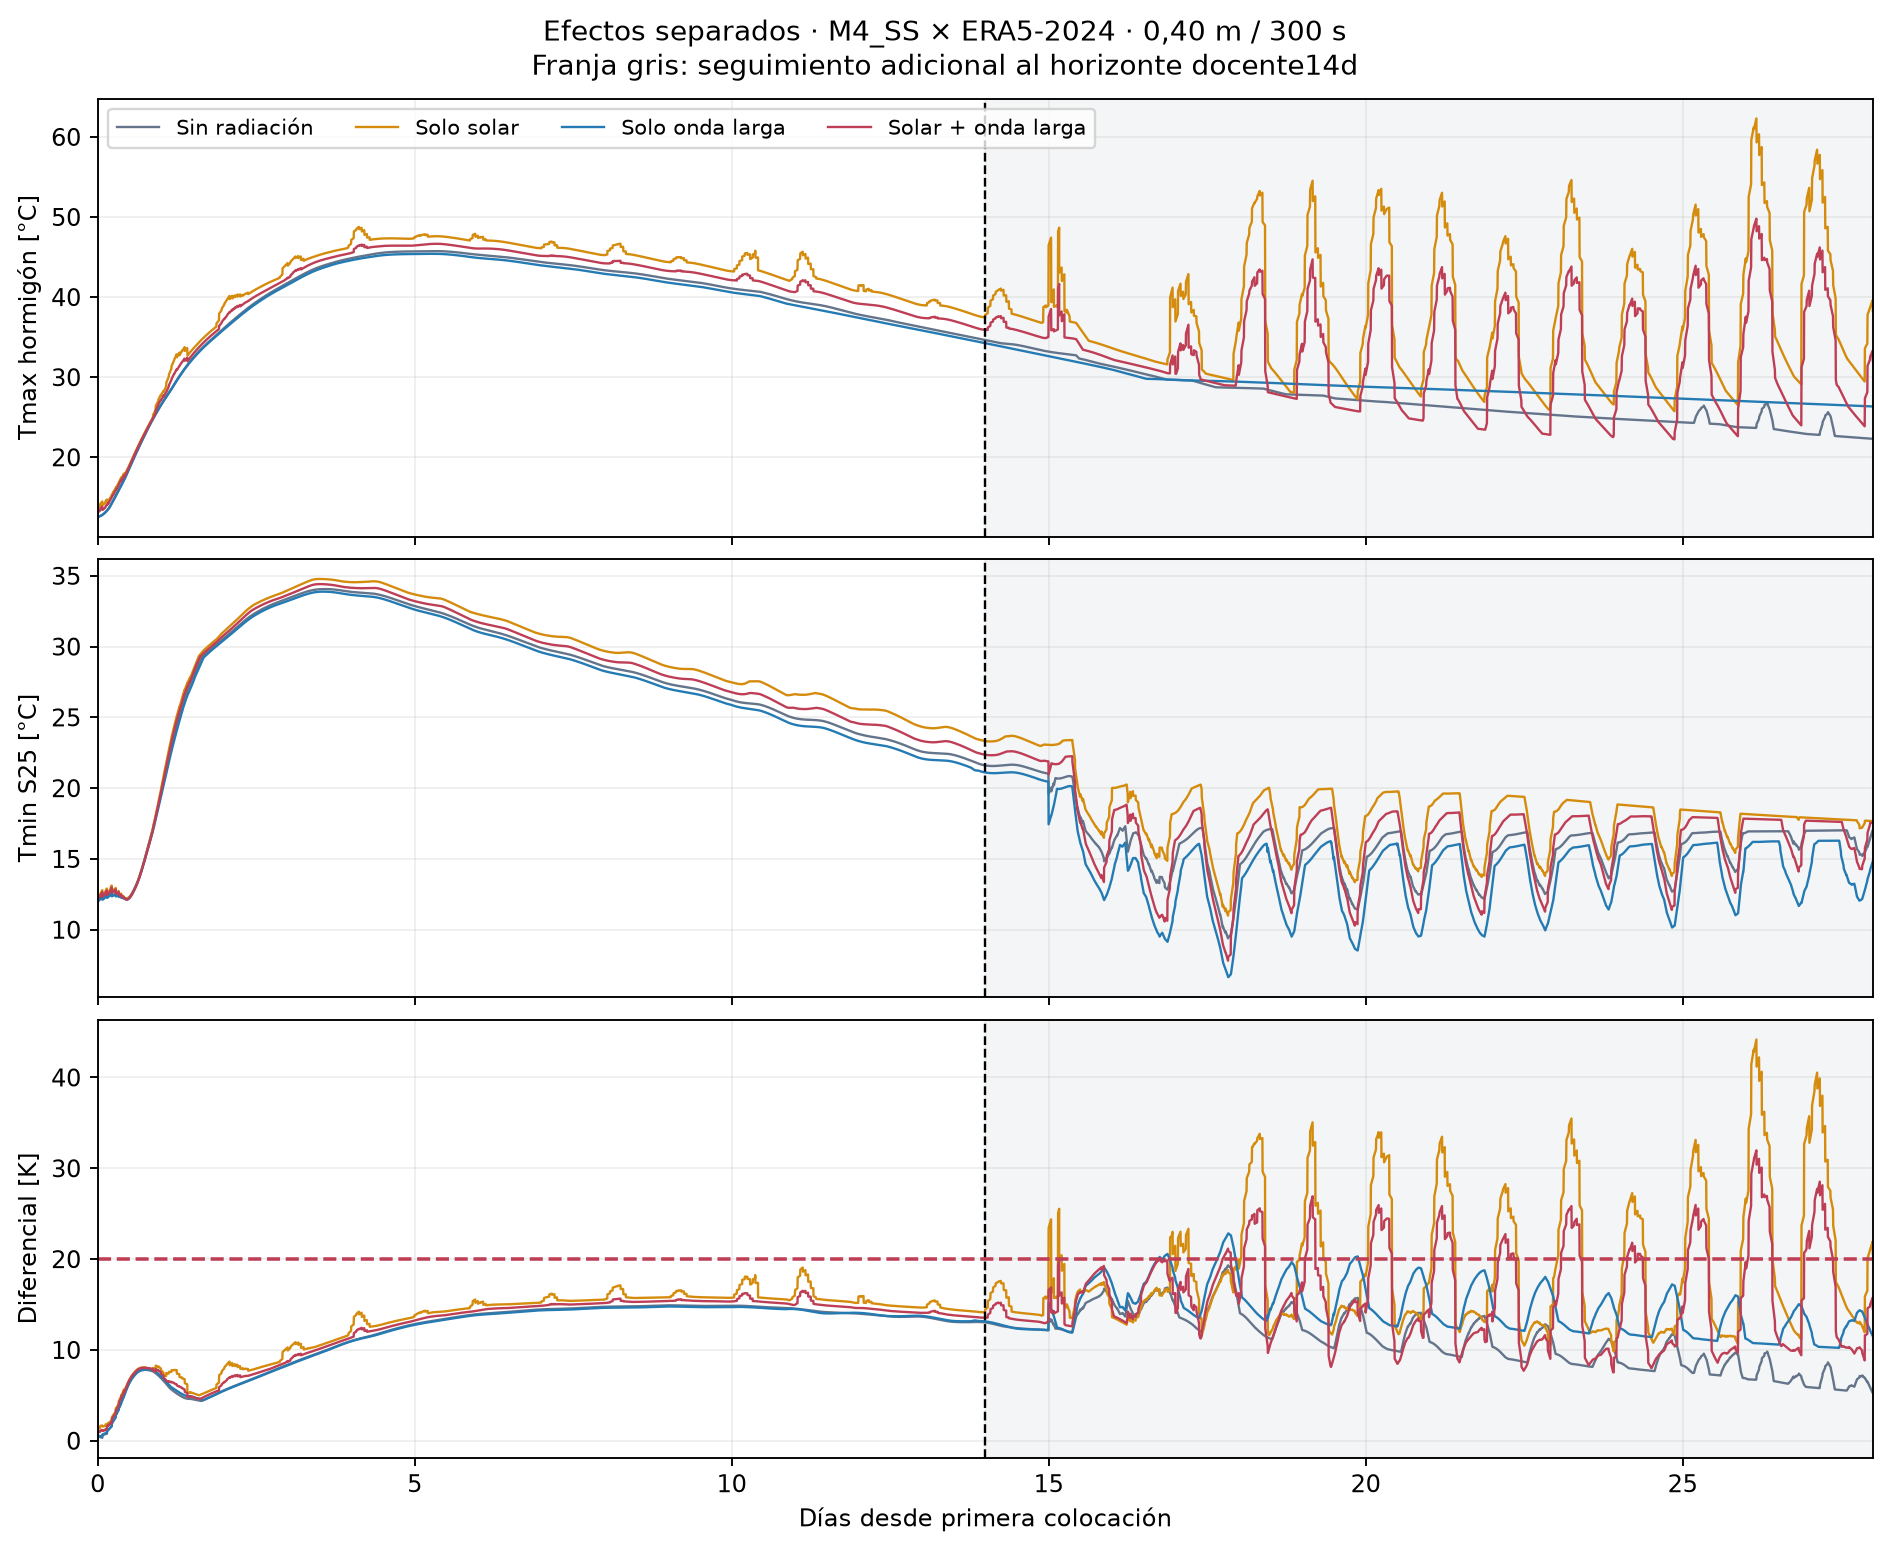 Efectos separados · M4_SS × ERA5-2024 · 0,40 m / 300 s
Franja gris: seguimiento adicional al horizonte docente14d
Sin radiación
Solo solar
Solo onda larga
Solar + onda larga
Tmax hormigón [°C]
60
50
40
30
20
Tmin S25 [°C]
35
30
25
20
15
10
Diferencial [K]
40
30
20
10
0
0
5
10
15
20
25
Días desde primera colocación